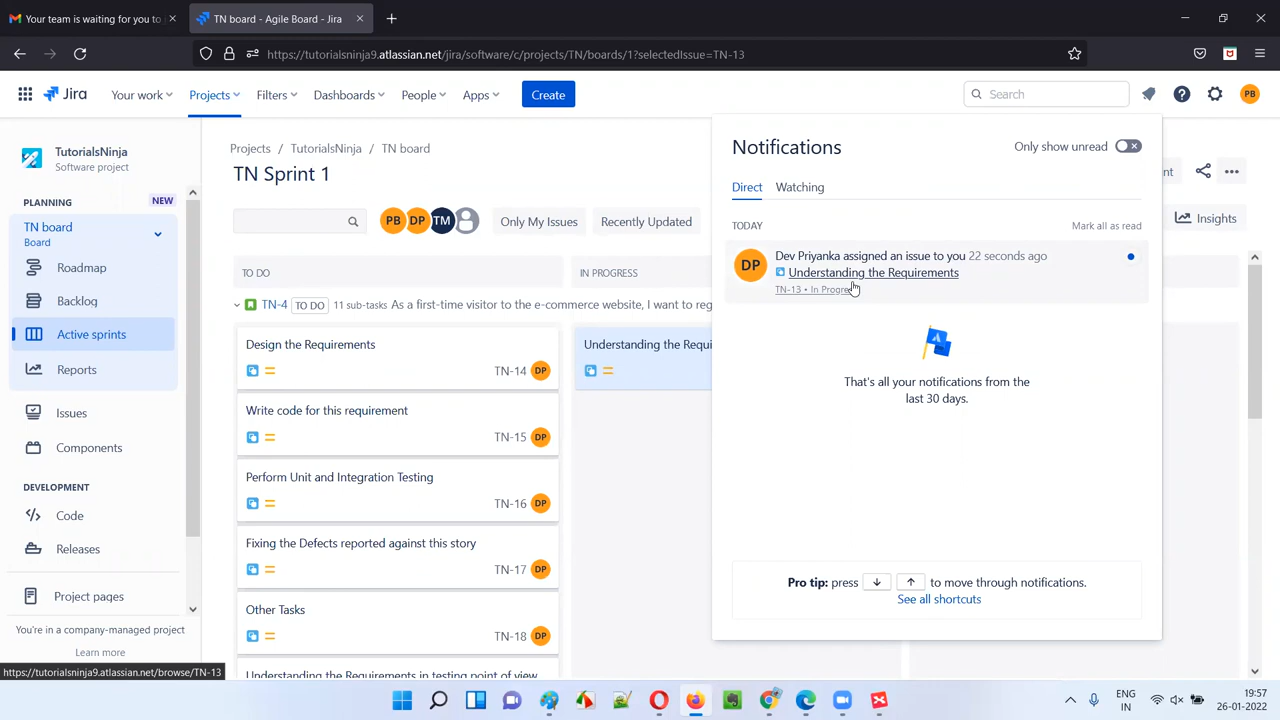 Your team is waiting for you to
TN board - Agile Board - Jira
https://tutorialsninja9.atlassian.net/jira/software/c/projects/TN/boards/1?selectedIssue=TN-13
Jira
Your work
Projects
Filters
Dashboards
People
Apps
Create
Search
PB
TutorialsNinja
Software project
PLANNING
NEW
TN board
Board
Roadmap
Backlog
Active sprints
Reports
Issues
Components
DEVELOPMENT
Code
Releases
Project pages
You're in a company-managed project
Learn more
https://tutorialsninja9.atlassian.net/browse/TN-13
Projects / TutorialsNinja / TN board
TN Sprint 1
PB DP TM
Only My Issues
Recently Updated
Insights
TO DO
IN PROGRESS
TN-4 TO DO 11 sub-tasks As a first-time visitor to the e-commerce website, I want to reg
Design the Requirements
TN-14 DP
Write code for this requirement
TN-15 DP
Perform Unit and Integration Testing
TN-16 DP
Fixing the Defects reported against this story
TN-17 DP
Other Tasks
TN-18 DP
Understanding the Requirements in testing point of view
Understanding the Requi
Notifications
Only show unread
Direct
Watching
TODAY
Mark all as read
DP
Dev Priyanka assigned an issue to you 22 seconds ago
Understanding the Requirements
TN-13 • In Progre
That's all your notifications from the
last 30 days.
Pro tip: press ↓ ↑ to move through notifications.
See all shortcuts
ENG
IN
19:57
26-01-2022